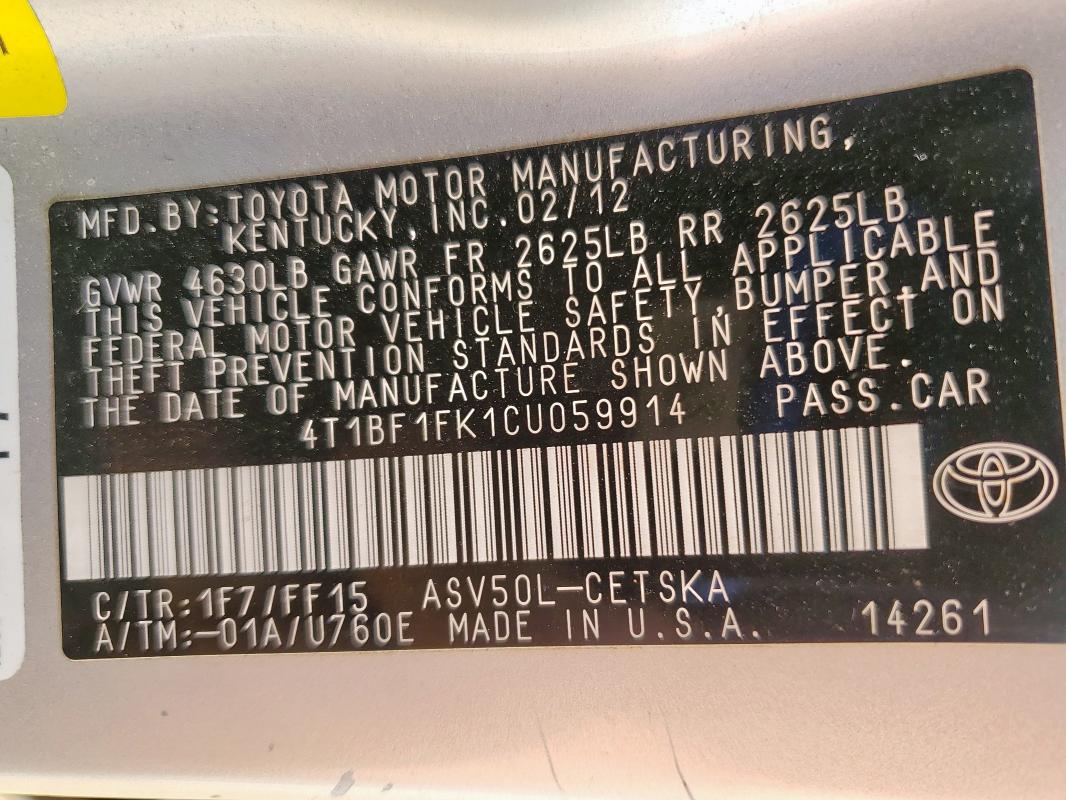 MFD.BY:TOYOTA MOTOR MANUFACTURING,
KENTUCKY, INC. 02/12
GVWR 4630LB GAWR FR 2625LB RR 2625LB
THIS VEHICLE CONFORMS TO ALL APPLICABLE
FEDERAL MOTOR VEHICLE SAFETY,BUMPER,AND
THEFT PREVENTION STANDARDS IN EFFECT ON
THE DATE OF MANUFACTURE SHOWN ABOVE.
4T1BF1FK1CU059914 PASS.CAR
C/TR:1F7/FF15 ASV50L-CETSKA
A/TM:-01A/U760E MADE IN U.S.A. 14261